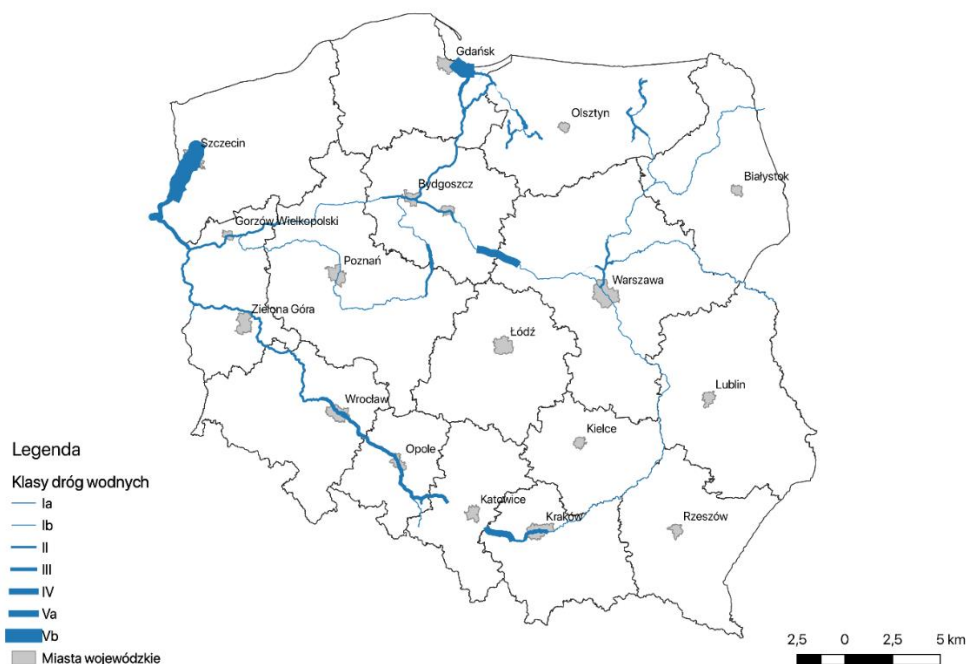 Gdańsk
Olsztyn
Szczecin
Białystok
Bydgoszcz
Gorzów Wielkopolski
Poznań
Warszawa
Zielona Góra
Łódź
Lublin
Wrocław
Kielce
Opole
Katowice
Kraków
Rzeszów
Legenda
Klasy dróg wodnych
Ia
Ib
II
III
IV
Va
Vb
Miasta wojewódzkie
2,5 0 2,5 5 km